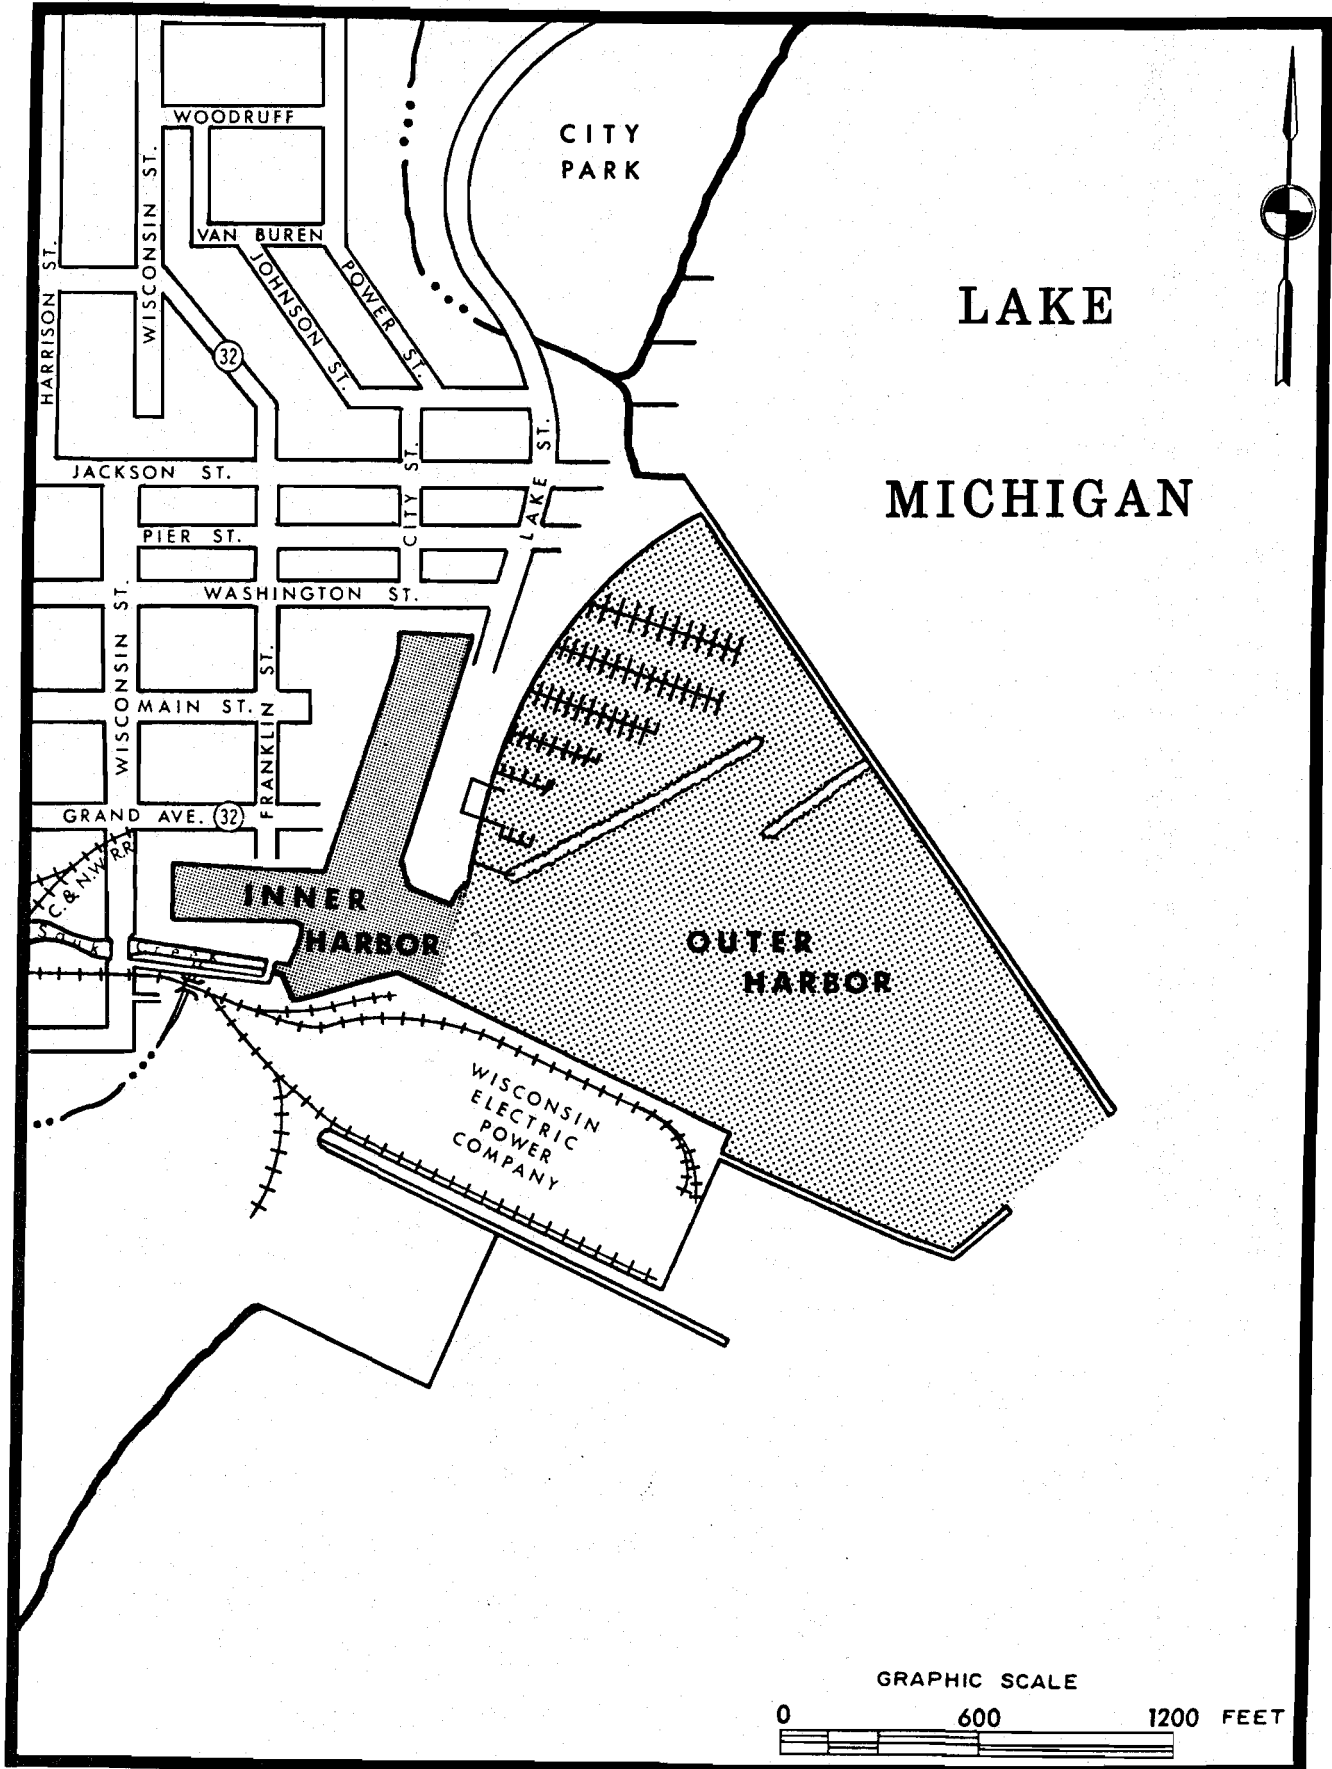 CITY
PARK
WOODRUFF
WISCONSIN ST.
VAN BUREN
HARRISON ST.
JOHNSON ST.
POWER ST.
32
LAKE
MICHIGAN
JACKSON ST.
CITY ST.
LAKE ST.
PIER ST.
WASHINGTON ST.
WISCONSIN ST.
FRANKLIN ST.
MAIN ST.
GRAND AVE. 32
C. & N.W. R.R.
INNER
HARBOR
Sauk Creek
OUTER
HARBOR
WISCONSIN
ELECTRIC
POWER
COMPANY
GRAPHIC SCALE
0 600 1200 FEET